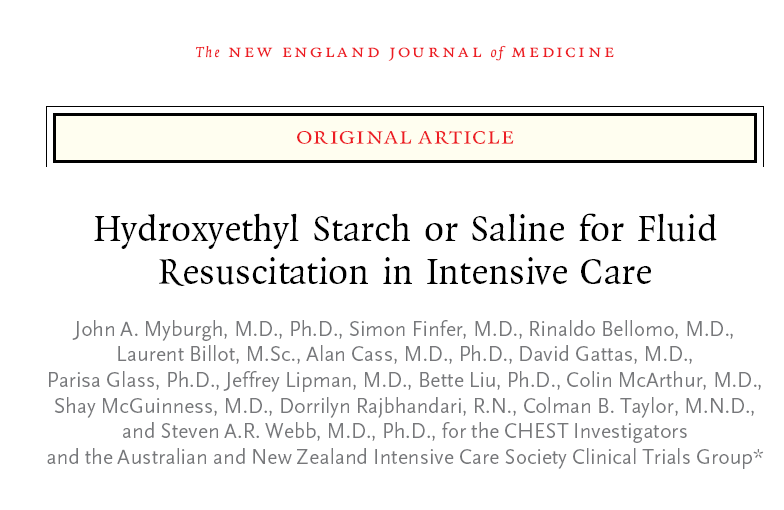 The NEW ENGLAND JOURNAL of MEDICINE
ORIGINAL ARTICLE
Hydroxyethyl Starch or Saline for Fluid
Resuscitation in Intensive Care
John A. Myburgh, M.D., Ph.D., Simon Finfer, M.D., Rinaldo Bellomo, M.D.,
Laurent Billot, M.Sc., Alan Cass, M.D., Ph.D., David Gattas, M.D.,
Parisa Glass, Ph.D., Jeffrey Lipman, M.D., Bette Liu, Ph.D., Colin McArthur, M.D.,
Shay McGuinness, M.D., Dorrilyn Rajbhandari, R.N., Colman B. Taylor, M.N.D.,
and Steven A.R. Webb, M.D., Ph.D., for the CHEST Investigators
and the Australian and New Zealand Intensive Care Society Clinical Trials Group*